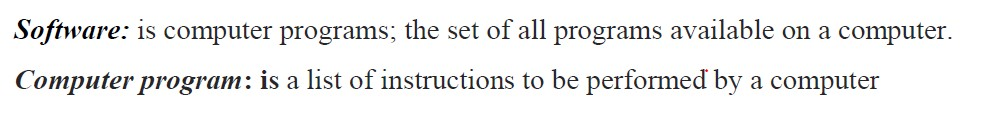 Software: is computer programs; the set of all programs available on a computer.
Computer program: is a list of instructions to be performed by a computer